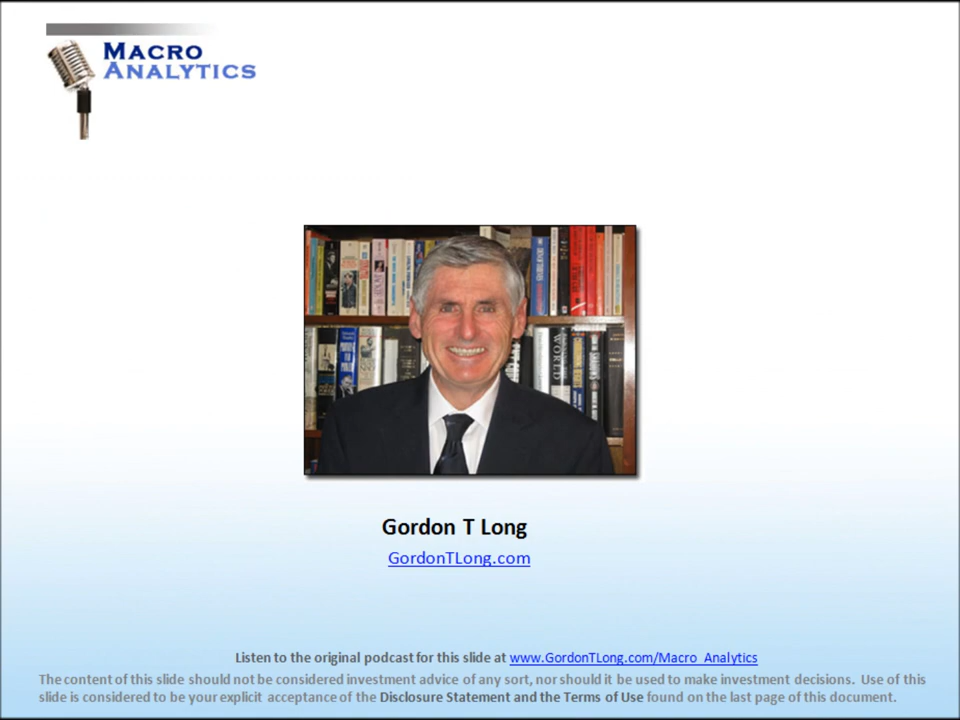 MACRO
ANALYTICS
WORLD
Gordon T Long
GordonTLong.com
Listen to the original podcast for this slide at www.GordonTLong.com/Macro_Analytics
The content of this slide should not be considered investment advice of any sort, nor should it be used to make investment decisions. Use of this
slide is considered to be your explicit acceptance of the Disclosure Statement and the Terms of Use found on the last page of this document.